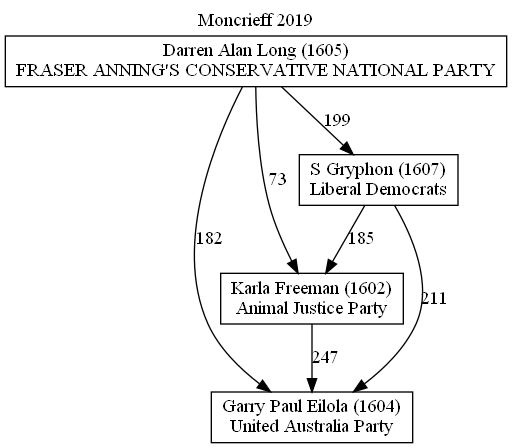 Moncrieff 2019
Darren Alan Long (1605)
FRASER ANNING'S CONSERVATIVE NATIONAL PARTY
199
S Gryphon (1607)
Liberal Democrats
73
182
185
211
Karla Freeman (1602)
Animal Justice Party
247
Garry Paul Eilola (1604)
United Australia Party